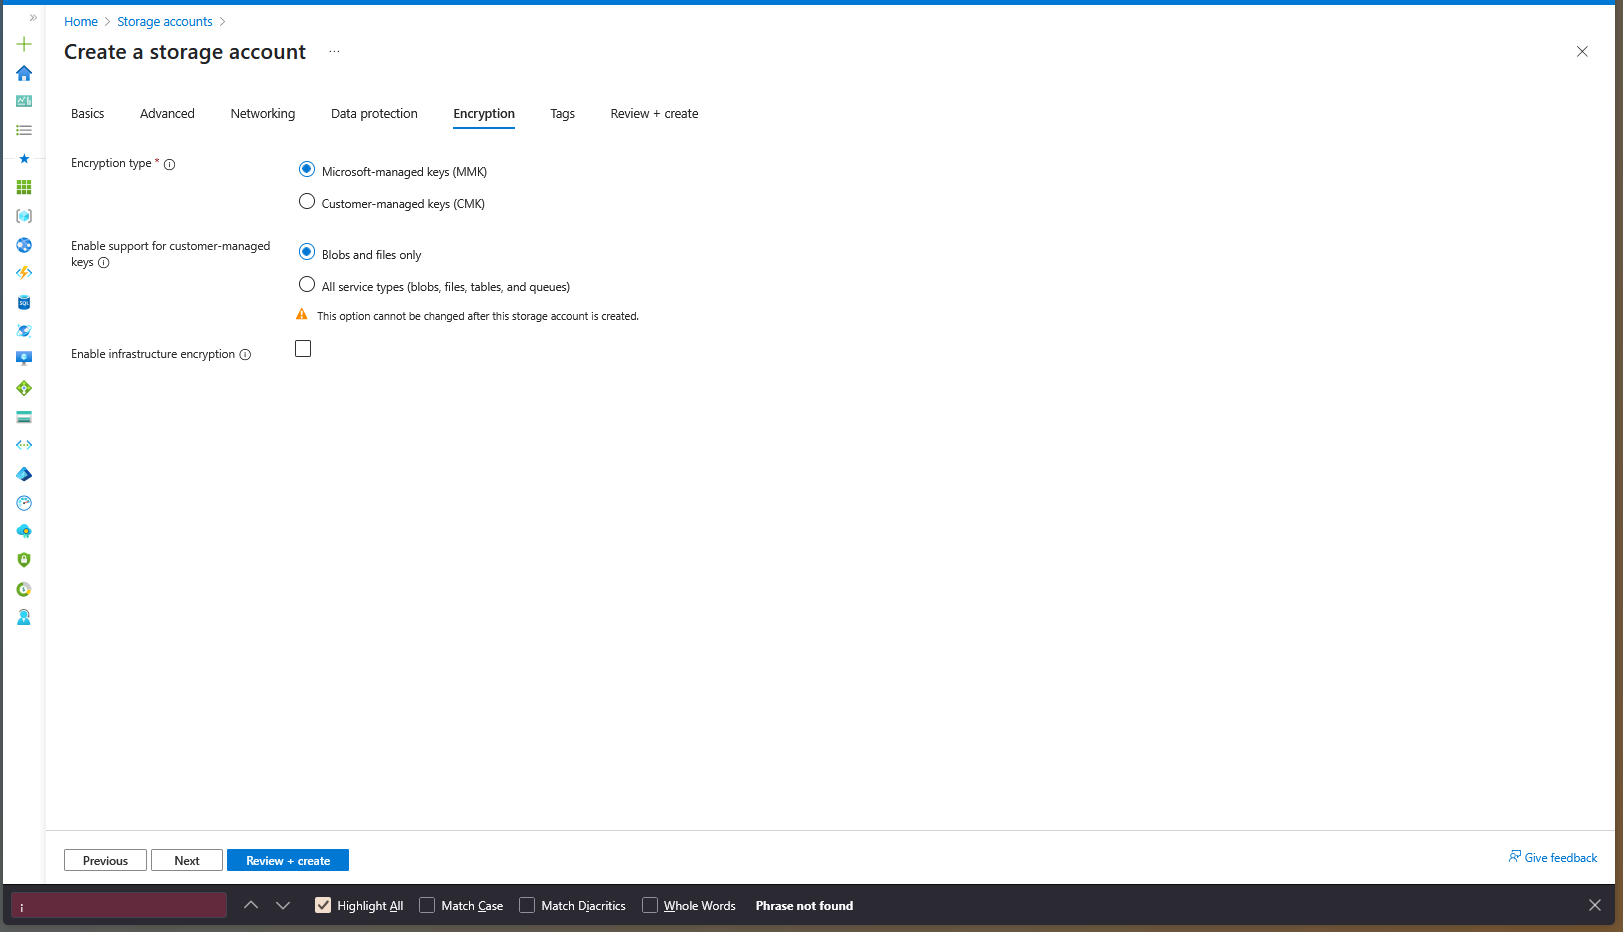 Home > Storage accounts >
Create a storage account ...
Basics Advanced Networking Data protection Encryption Tags Review + create
Encryption type *
Microsoft-managed keys (MMK)
Customer-managed keys (CMK)
Enable support for customer-managed
keys
Blobs and files only
All service types (blobs, files, tables, and queues)
This option cannot be changed after this storage account is created.
Enable infrastructure encryption
Previous Next Review + create
Give feedback
¡ Highlight All Match Case Match Diacritics Whole Words Phrase not found